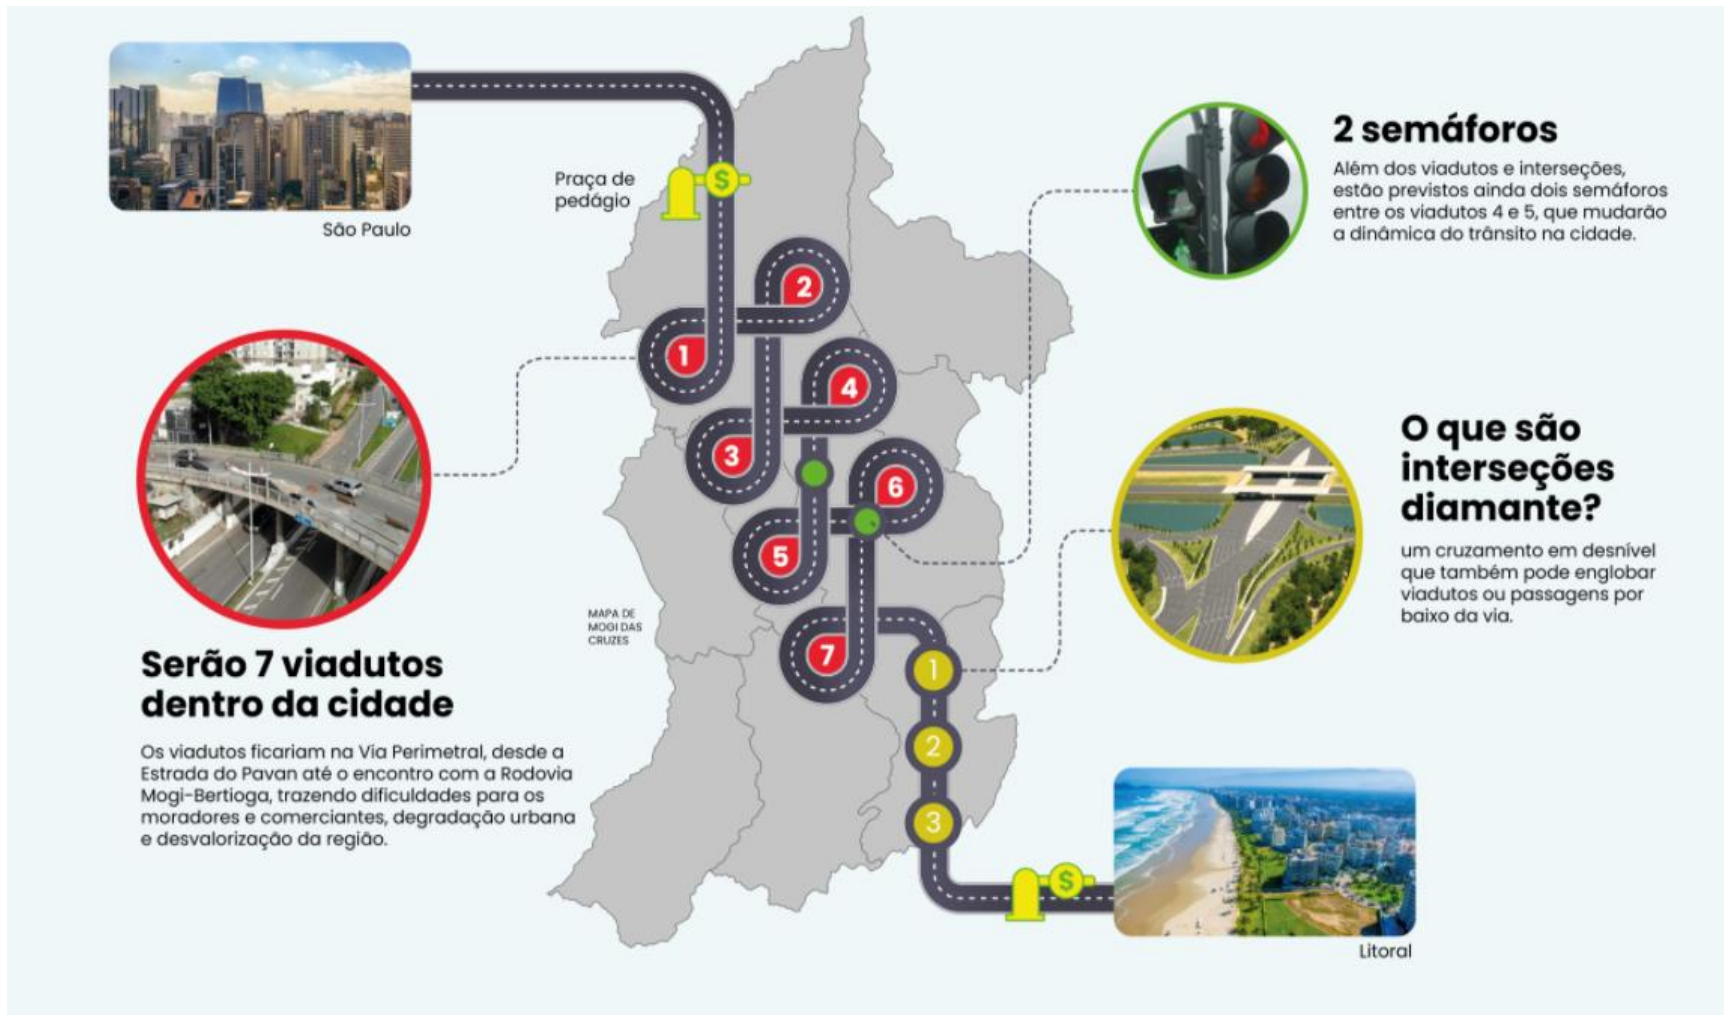 São Paulo
Praça de
pedágio
$
2 semáforos
Além dos viadutos e interseções,
estão previstos ainda dois semáforos
entre os viadutos 4 e 5, que mudarão
a dinâmica do trânsito na cidade.
2
1
4
3
6
5
7
1
2
3
O que são
interseções
diamante?
um cruzamento em desnível
que também pode englobar
viadutos ou passagens por
baixo da via.
MAPA DE
MOGI DAS
CRUZES
Serão 7 viadutos
dentro da cidade
Os viadutos ficariam na Via Perimetral, desde a
Estrada do Pavan até o encontro com a Rodovia
Mogi-Bertioga, trazendo dificuldades para os
moradores e comerciantes, degradação urbana
e desvalorização da região.
$
Litoral